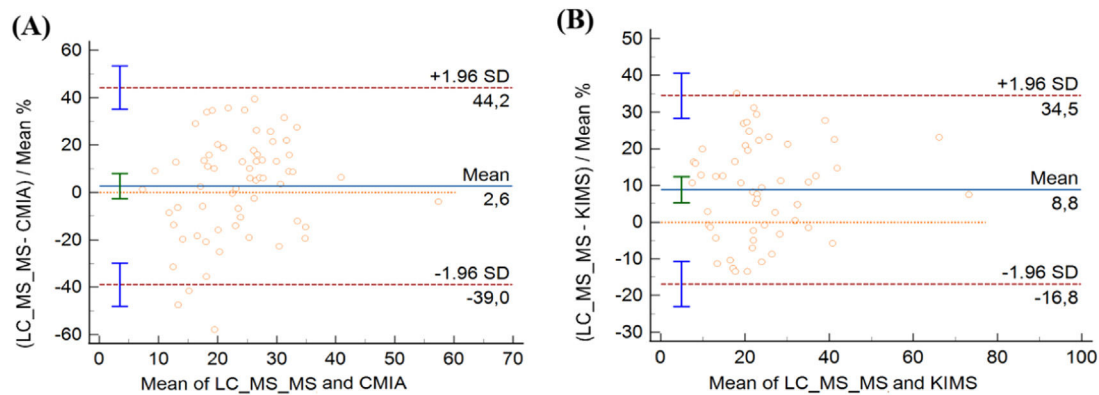 (A)
(LC_MS_MS- CMIA) / Mean %
60
40
20
0
-20
-40
-60
+1.96 SD
44,2
Mean
2,6
-1.96 SD
-39,0
0 10 20 30 40 50 60 70
Mean of LC_MS_MS and CMIA
(B)
(LC_MS_MS - KIMS) / Mean %
50
40
30
20
10
0
-10
-20
-30
+1.96 SD
34,5
Mean
8,8
-1.96 SD
-16,8
0 20 40 60 80 100
Mean of LC_MS_MS and KIMS